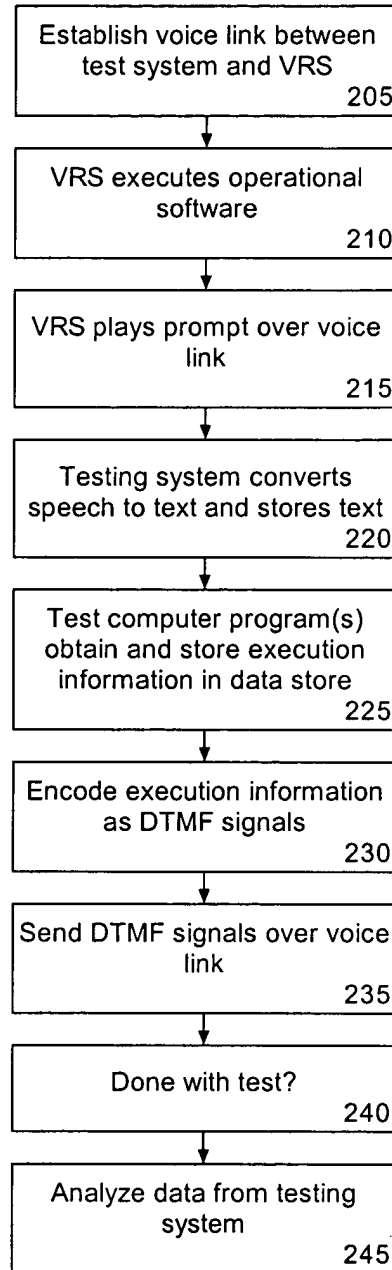 Establish voice link between
test system and VRS
205
VRS executes operational
software
210
VRS plays prompt over voice
link
215
Testing system converts
speech to text and stores text
220
Test computer program(s)
obtain and store execution
information in data store
225
Encode execution information
as DTMF signals
230
Send DTMF signals over voice
link
235
Done with test?
240
Analyze data from testing
system
245